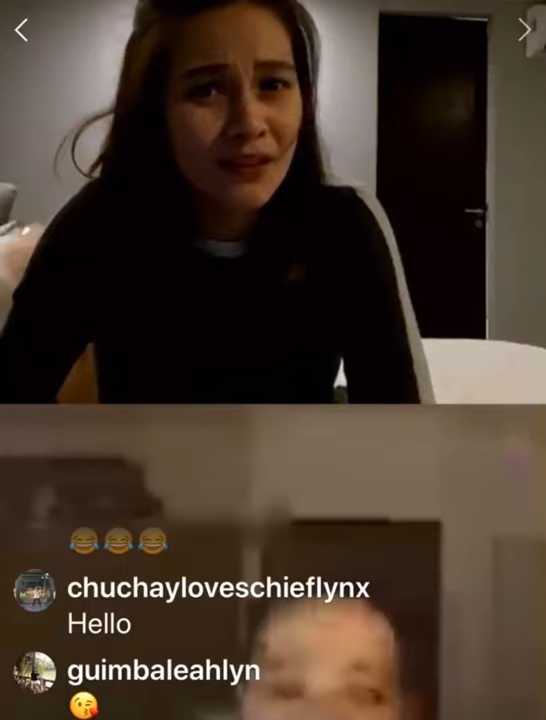 😂😂😂
chuchayloveschieflynx
Hello
guimbaleahlyn
😘